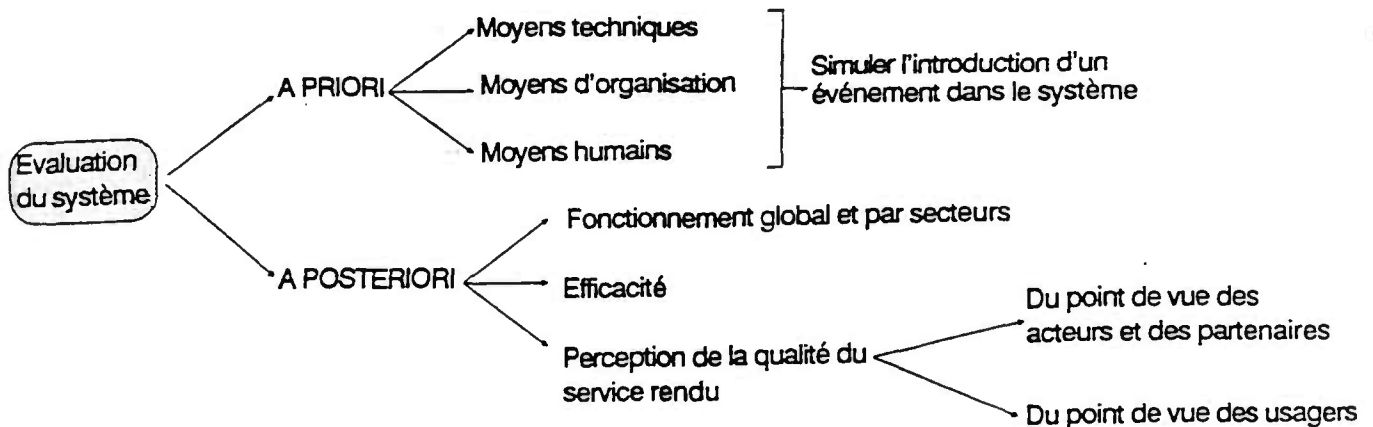 Evaluation
du système
A PRIORI
Moyens techniques
Moyens d'organisation
Moyens humains
Simuler l'introduction d'un
événement dans le système
A POSTERIORI
Fonctionnement global et par secteurs
Efficacité
Perception de la qualité du
service rendu
Du point de vue des
acteurs et des partenaires
Du point de vue des usagers